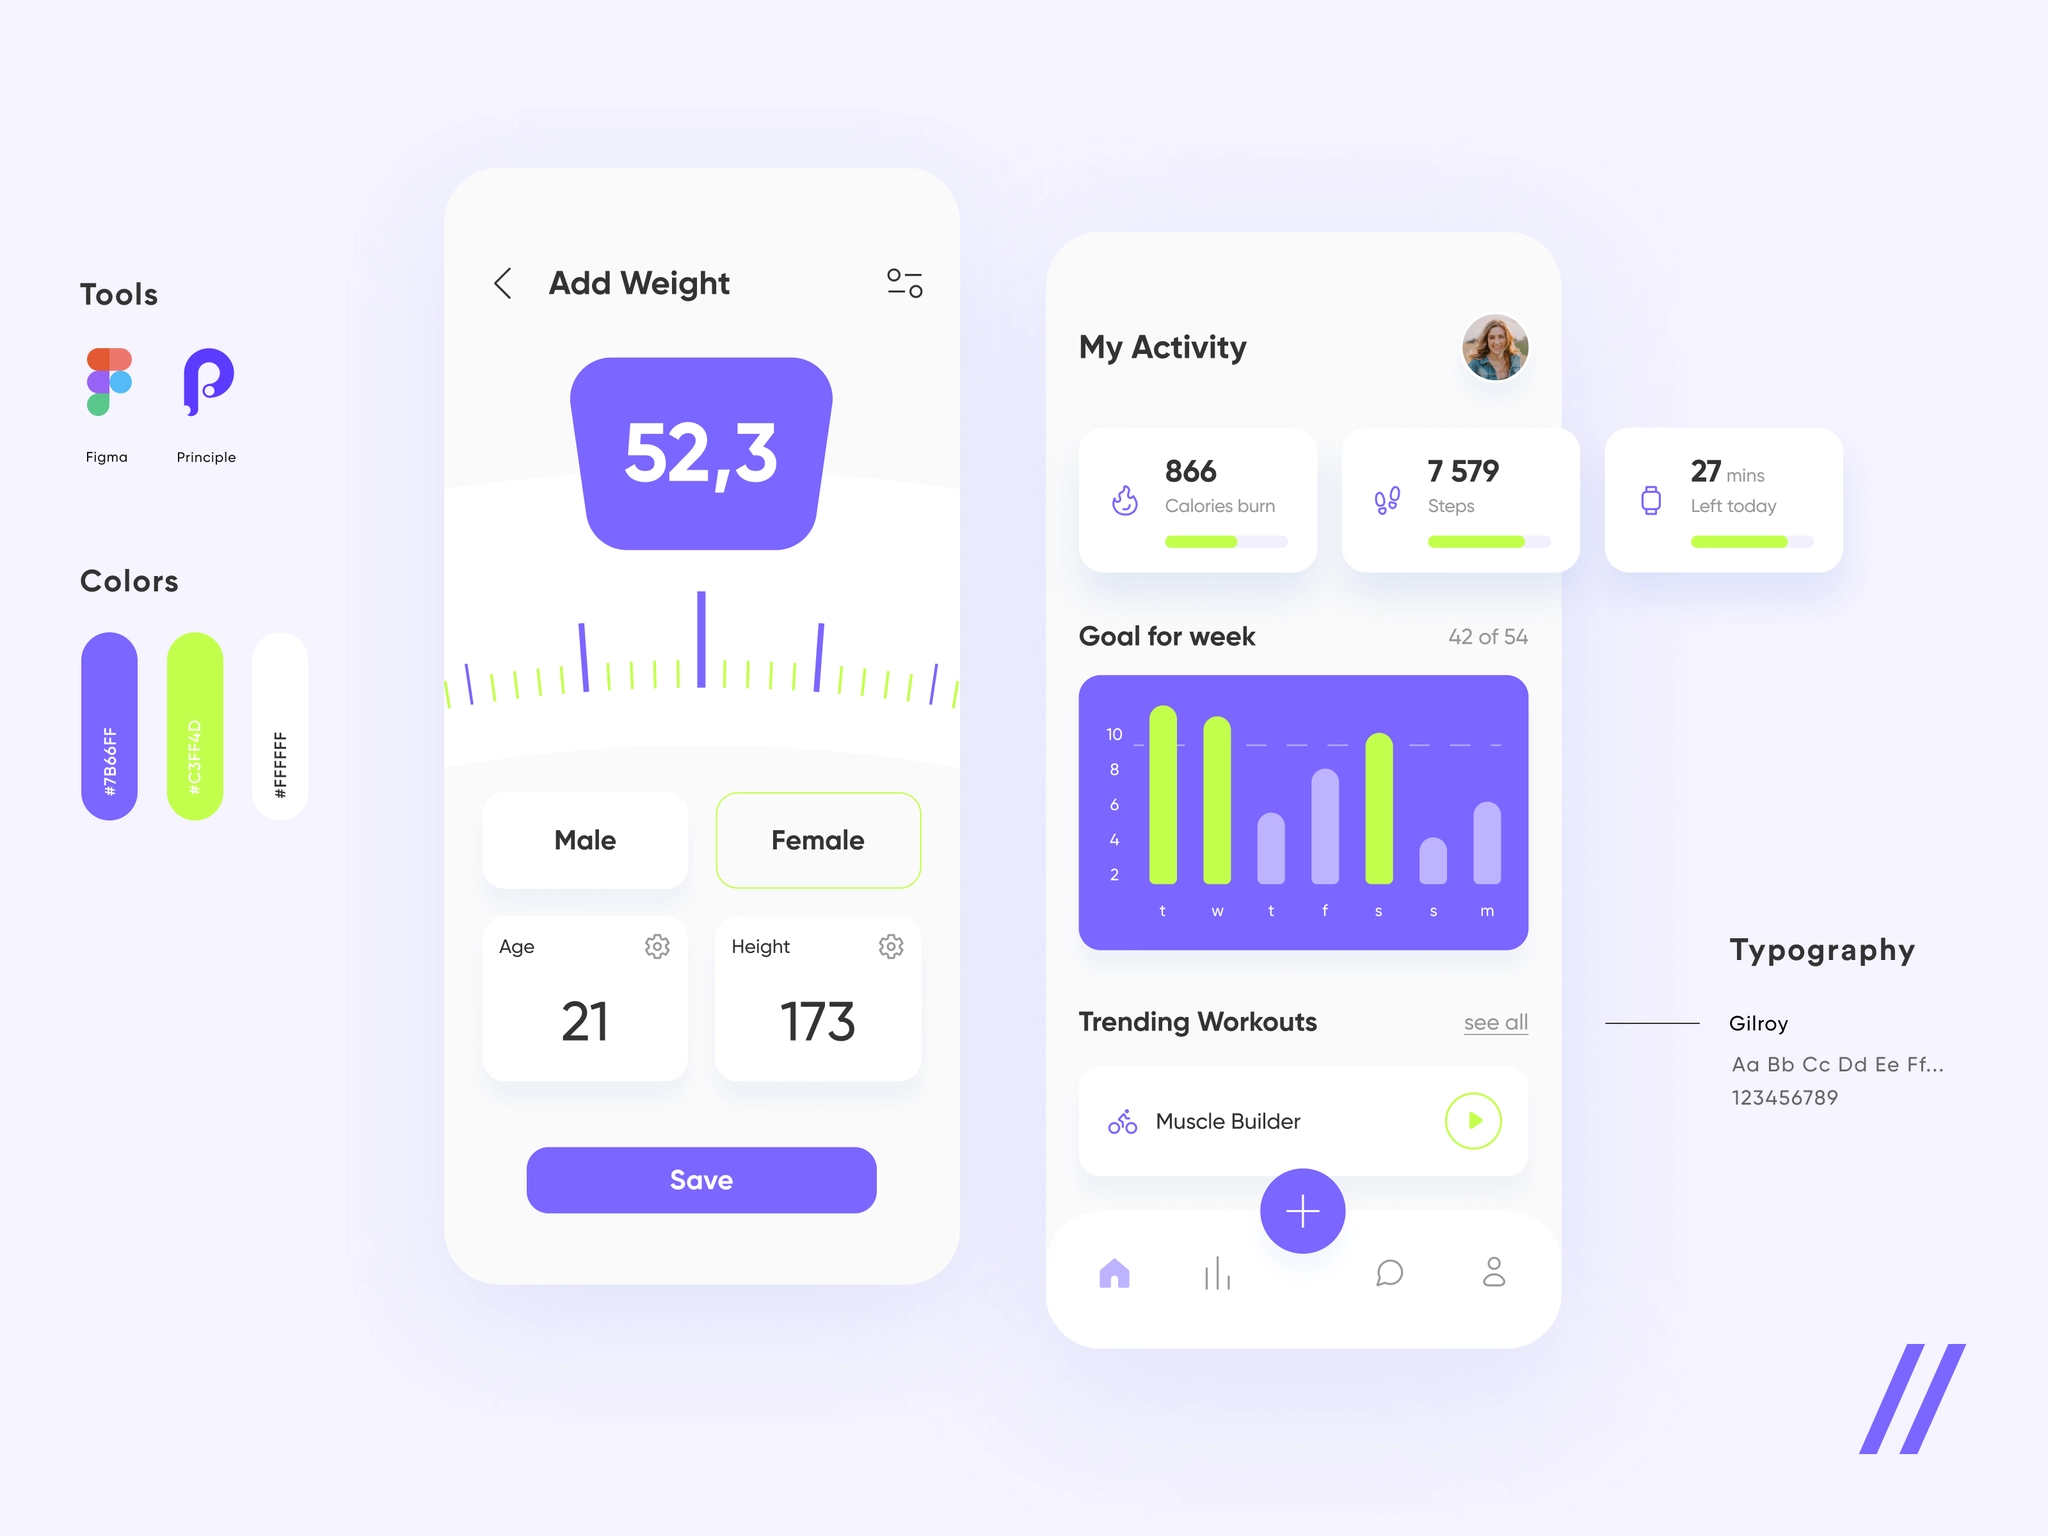 Tools
Figma
Principle
Colors
#7B66FF
#C3FF4D
#FFFFFF
Add Weight
52,3
Male
Female
Age
21
Height
173
Save
My Activity
866
Calories burn
7 579
Steps
27 mins
Left today
Goal for week
42 of 54
10
8
6
4
2
t w t f s s m
Trending Workouts
see all
Muscle Builder
Typography
Gilroy
Aa Bb Cc Dd Ee Ff...
123456789